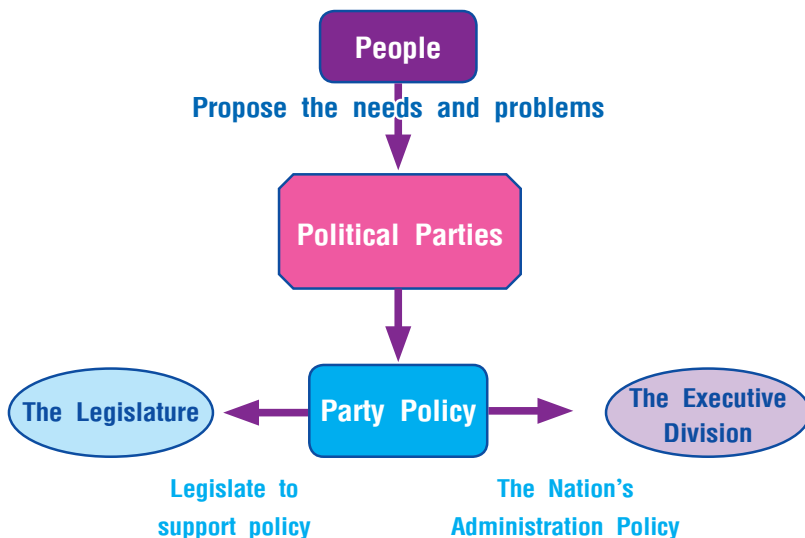 People
Propose the needs and problems
Political Parties
The Legislature
Party Policy
The Executive
Division
Legislate to
support policy
The Nation's
Administration Policy